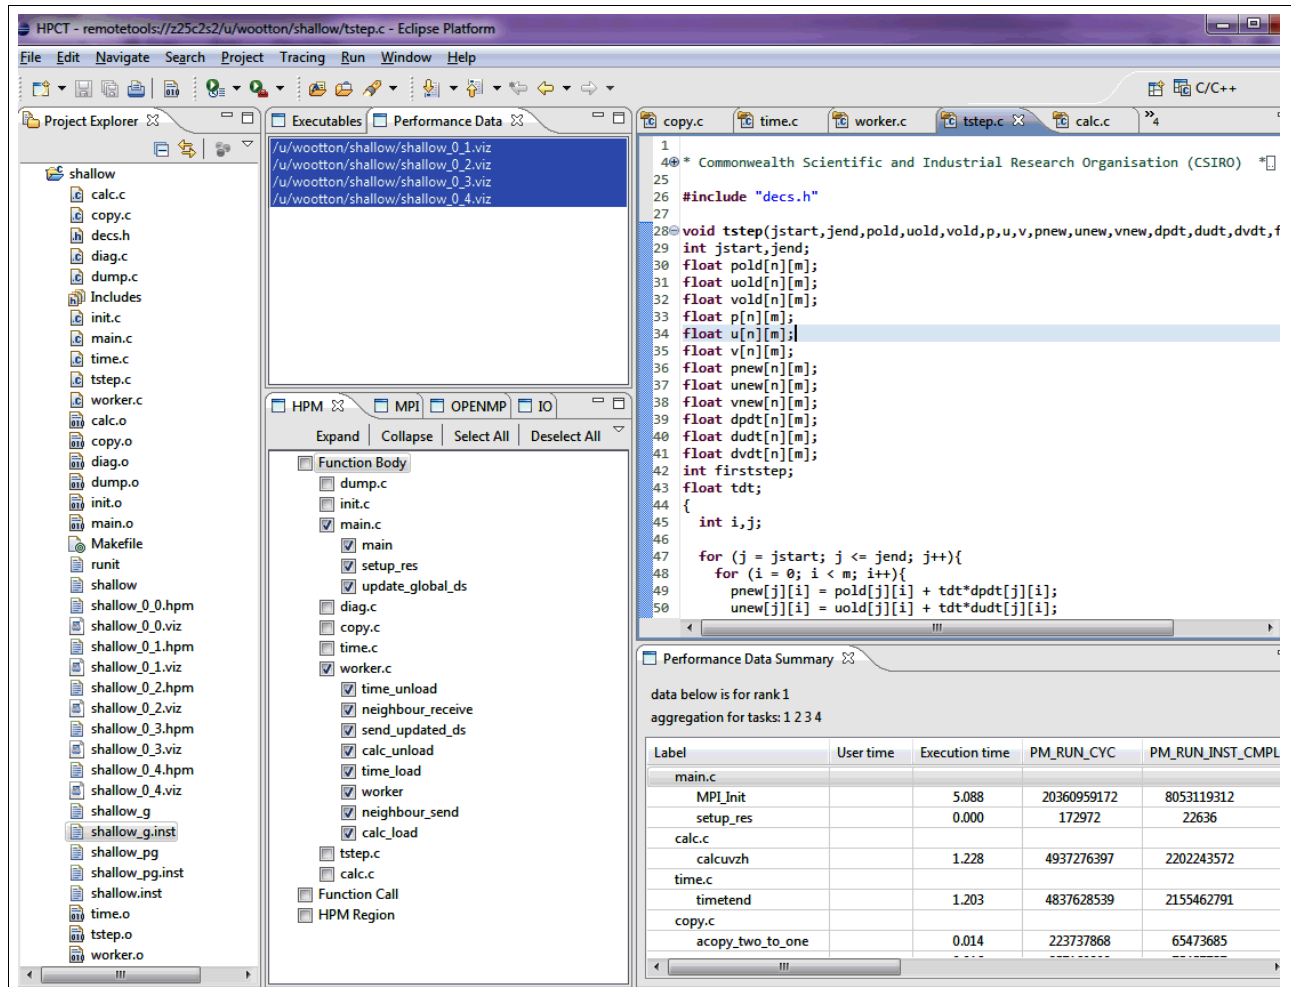 HPCT - remotetools://z25c2s2/u/wootton/shallow/tstep.c - Eclipse Platform
File Edit Navigate Search Project Tracing Run Window Help
C/C++
Project Explorer
shallow
calc.c
copy.c
decs.h
diag.c
dump.c
Includes
init.c
main.c
time.c
tstep.c
worker.c
calc.o
copy.o
diag.o
dump.o
init.o
main.o
Makefile
runit
shallow
shallow_0_0.hpm
shallow_0_0.viz
shallow_0_1.hpm
shallow_0_1.viz
shallow_0_2.hpm
shallow_0_2.viz
shallow_0_3.hpm
shallow_0_3.viz
shallow_0_4.hpm
shallow_0_4.viz
shallow_g
shallow_g.inst
shallow_pg
shallow_pg.inst
shallow.inst
time.o
tstep.o
worker.o
Executables Performance Data
/u/wootton/shallow/shallow_0_1.viz
/u/wootton/shallow/shallow_0_2.viz
/u/wootton/shallow/shallow_0_3.viz
/u/wootton/shallow/shallow_0_4.viz
HPM MPI OPENMP IO
Expand Collapse Select All Deselect All
Function Body
dump.c
init.c
main.c
main
setup_res
update_global_ds
diag.c
copy.c
time.c
worker.c
time_unload
neighbour_receive
send_updated_ds
calc_unload
time_load
worker
neighbour_send
calc_load
tstep.c
calc.c
Function Call
HPM Region
copy.c time.c worker.c tstep.c calc.c »4
1
4 * Commonwealth Scientific and Industrial Research Organisation (CSIRO) *
25
26 #include "decs.h"
27
28 void tstep(jstart,jend,pold,uold,vold,p,u,v,pnew,unew,vnew,dpdt,dudt,dvdt,f
29 int jstart,jend;
30 float pold[n][m];
31 float uold[n][m];
32 float vold[n][m];
33 float p[n][m];
34 float u[n][m];
35 float v[n][m];
36 float pnew[n][m];
37 float unew[n][m];
38 float vnew[n][m];
39 float dpdt[n][m];
40 float dudt[n][m];
41 float dvdt[n][m];
42 int firststep;
43 float tdt;
44 {
45 int i,j;
46
47 for (j = jstart; j <= jend; j++){
48 for (i = 0; i < m; i++){
49 pnew[j][i] = pold[j][i] + tdt*dpdt[j][i];
50 unew[j][i] = uold[j][i] + tdt*dudt[j][i];
Performance Data Summary
data below is for rank 1
aggregation for tasks: 1 2 3 4
Label User time Execution time PM_RUN_CYC PM_RUN_INST_CMPL
main.c
MPI_Init 5.088 20360959172 8053119312
setup_res 0.000 172972 22636
calc.c
calcuvzh 1.228 4937276397 2202243572
time.c
timetend 1.203 4837628539 2155462791
copy.c
acopy_two_to_one 0.014 223737868 65473685